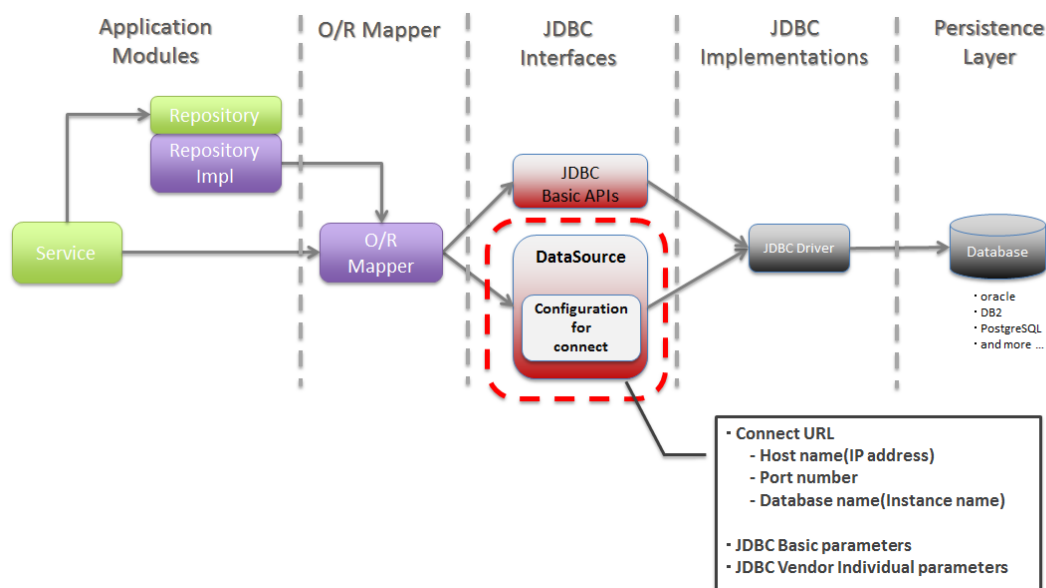 Application
Modules
O/R Mapper
JDBC
Interfaces
JDBC
Implementations
Persistence
Layer
Repository
Repository
Impl
Service
O/R
Mapper
JDBC
Basic APIs
DataSource
Configuration
for
connect
JDBC Driver
Database
・oracle
・DB2
・PostgreSQL
・and more ...
・Connect URL
- Host name(IP address)
- Port number
- Database name(Instance name)
・JDBC Basic parameters
・JDBC Vendor Individual parameters